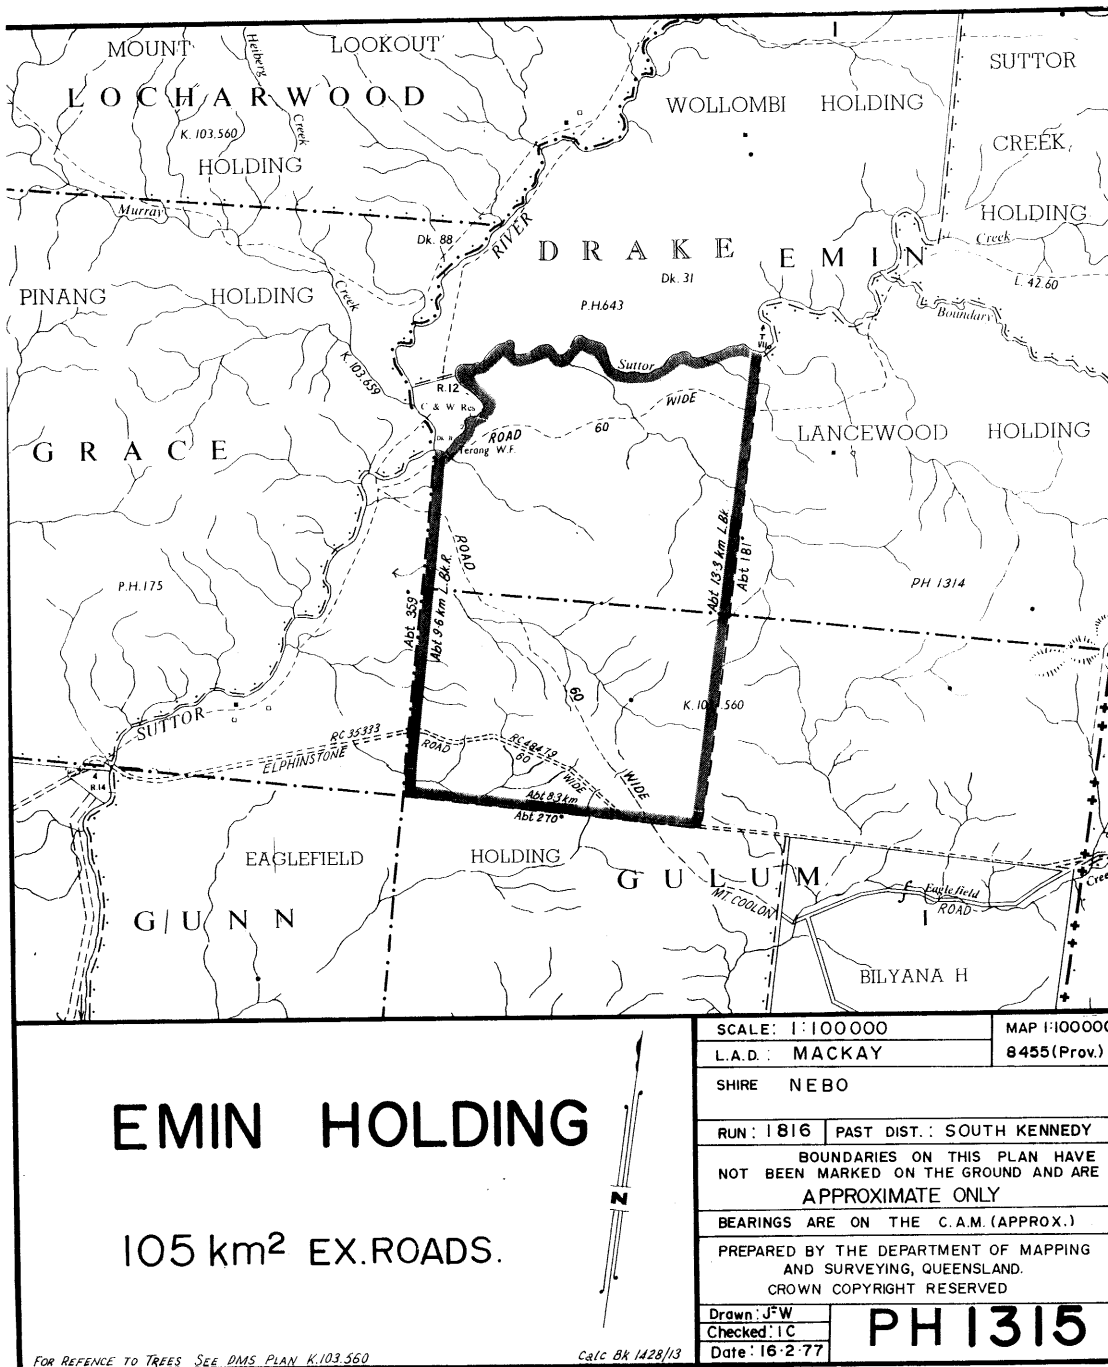 MOUNT LOOKOUT
Heiberg Creek
SUTTOR
LOCHARWOOD
WOLLOMBI HOLDING
K. 103.560
CREEK
HOLDING
HOLDING
Murray
Creek
Dk. 88
RIVER
DRAKE
EMIN
Dk. 31
L. 42.60
PINANG HOLDING
Creek
P.H.643
Boundary
K. 103.659
Suttor
R.12
C & W Res
WIDE
60
ROAD
Terang W.F.
GRACE
LANCEWOOD HOLDING
ROAD
Abt 13·3 km L.Bk
Abt 181°
P.H.175
Abt 359°
Abt 9·6 km L.Bk.R.
PH 1314
60
SUTTOR
RC 35333
ELPHINSTONE
ROAD
RC48479
60
WIDE
WIDE
4
R.14
Abt 8·3 km
Abt 270°
EAGLEFIELD HOLDING
GULUM
MT. COOLON
Eaglefield
ROAD
GUNN
BILYANA H
SCALE: 1:100000
MAP 1:100000
L.A.D.: MACKAY
8455(Prov.)
SHIRE NEBO
EMIN HOLDING
RUN: 1816
PAST DIST.: SOUTH KENNEDY
BOUNDARIES ON THIS PLAN HAVE
NOT BEEN MARKED ON THE GROUND AND ARE
APPROXIMATE ONLY
N
BEARINGS ARE ON THE C.A.M. (APPROX.)
105 km² EX. ROADS.
PREPARED BY THE DEPARTMENT OF MAPPING
AND SURVEYING, QUEENSLAND.
CROWN COPYRIGHT RESERVED
Drawn: J W
Checked: I C
Date: 16·2·77
PH 1315
FOR REFENCE TO TREES SEE DMS PLAN K.103.560
Calc BK 1428/13